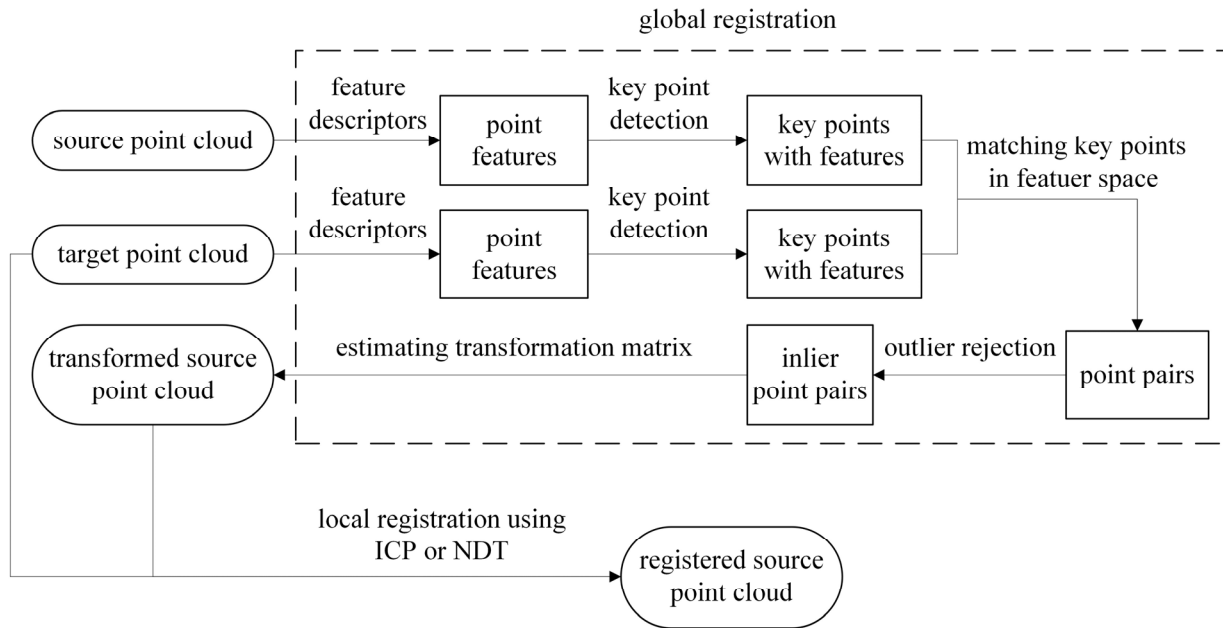 global registration
feature
descriptors
key point
detection
source point cloud
point
features
key points
with features
matching key points
in featuer space
feature
descriptors
key point
detection
target point cloud
point
features
key points
with features
transformed source
point cloud
estimating transformation matrix
inlier
point pairs
outlier rejection
point pairs
local registration using
ICP or NDT
registered source
point cloud